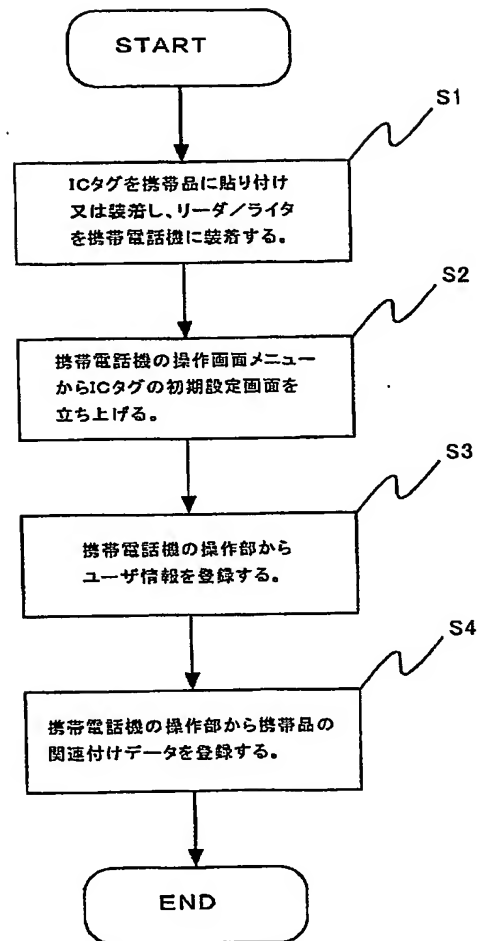 START
S1
ICタグを携帯品に貼り付け
又は装着し、リーダ／ライタ
を携帯電話機に装着する。
S2
携帯電話機の操作画面メニュー
からICタグの初期設定画面を
立ち上げる。
S3
携帯電話機の操作部から
ユーザ情報を登録する。
S4
携帯電話機の操作部から携帯品の
関連付けデータを登録する。
END